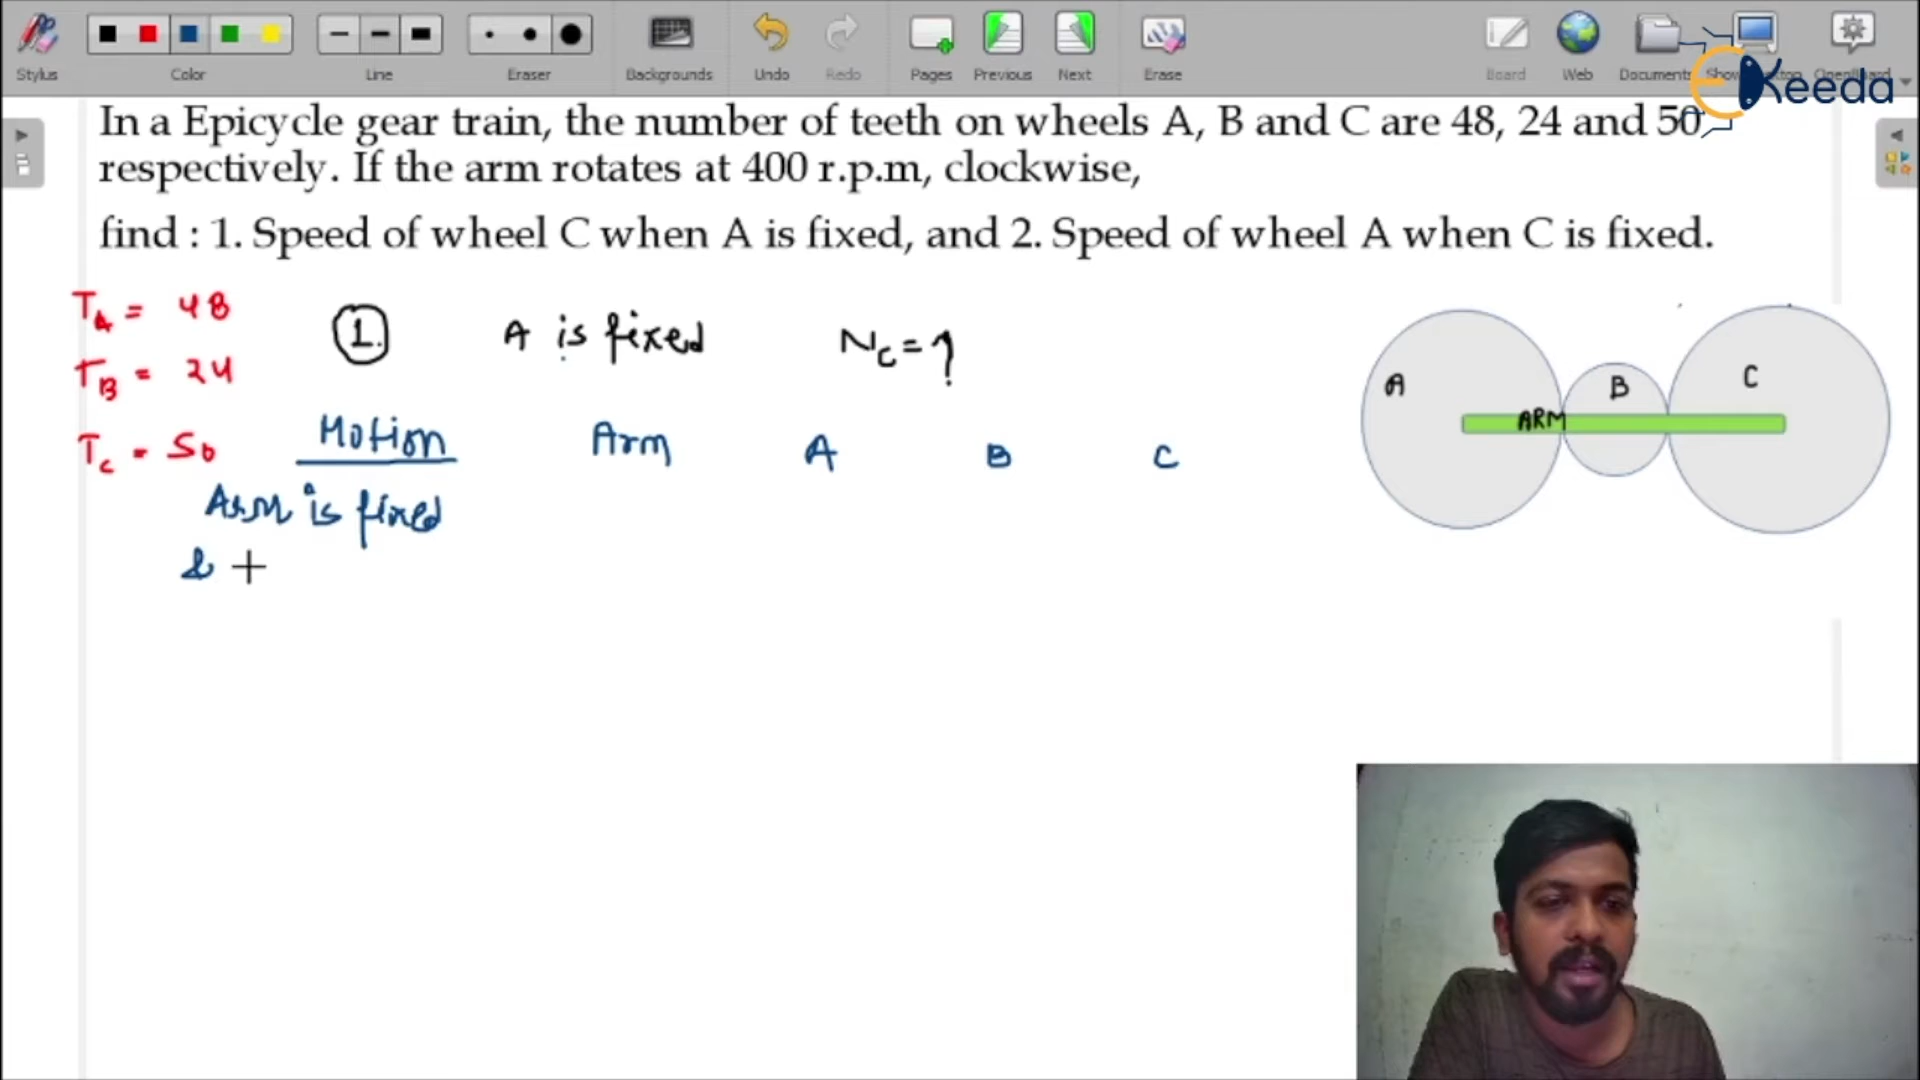 Stylus Color Line Eraser Backgrounds Undo Redo Pages Previous Next Erase Board Web Documents Show Desktop OpenBoard
Keeda
In a Epicycle gear train, the number of teeth on wheels A, B and C are 48, 24 and 50
respectively. If the arm rotates at 400 r.p.m, clockwise,
find : 1. Speed of wheel C when A is fixed, and 2. Speed of wheel A when C is fixed.
TA = 48
1. A is fixed NC = ?
TB = 24
A B C
ARM
Motion Arm A B C
TC = 50
Arm is fixed
& +